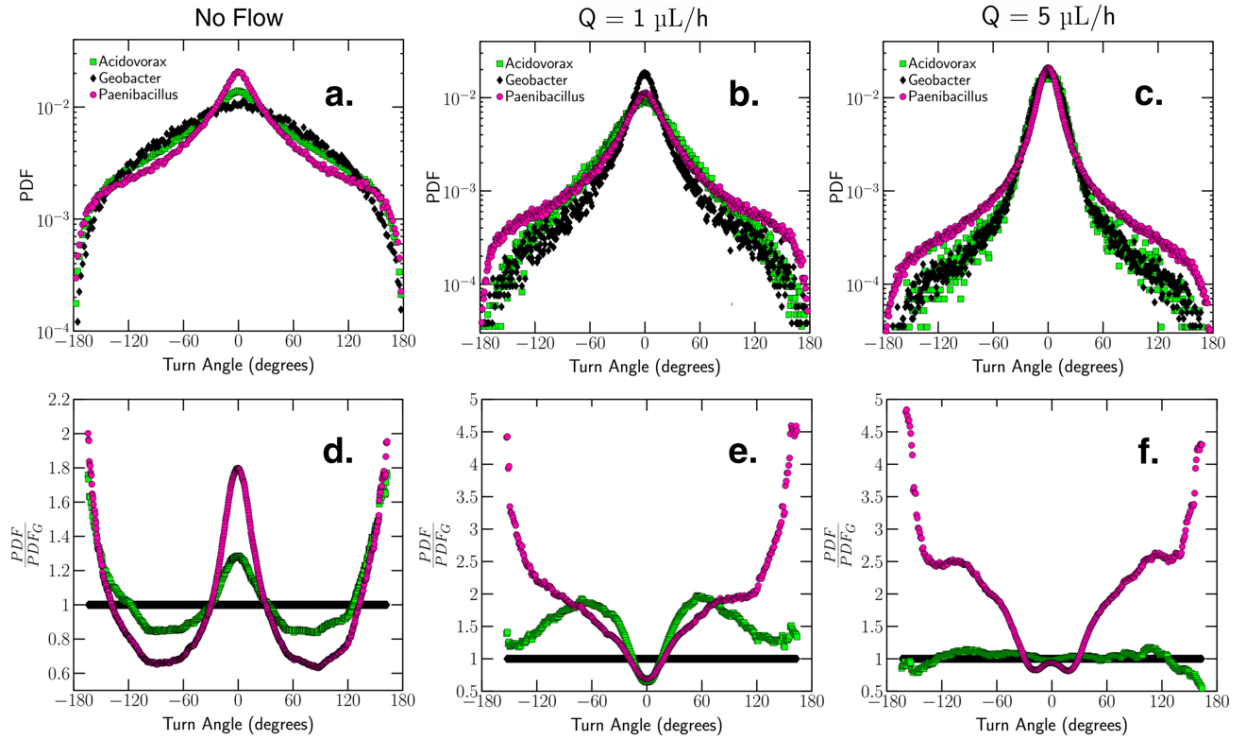 No Flow
Q = 1 μL/h
Q = 5 μL/h
Acidovorax
Geobacter
Paenibacillus
a.
PDF
10⁻²
10⁻³
10⁻⁴
−180 −120 −60 0 60 120 180
Turn Angle (degrees)
Acidovorax
Geobacter
Paenibacillus
b.
PDF
10⁻²
10⁻³
10⁻⁴
−180 −120 −60 0 60 120 180
Turn Angle (degrees)
Acidovorax
Geobacter
Paenibacillus
c.
PDF
10⁻²
10⁻³
10⁻⁴
−180 −120 −60 0 60 120 180
Turn Angle (degrees)
d.
PDF
PDF_G
2.2
2
1.8
1.6
1.4
1.2
1
0.8
0.6
−180 −120 −60 0 60 120 180
Turn Angle (degrees)
e.
PDF
PDF_G
5
4.5
4
3.5
3
2.5
2
1.5
1
0.5
−180 −120 −60 0 60 120 180
Turn Angle (degrees)
f.
PDF
PDF_G
5
4.5
4
3.5
3
2.5
2
1.5
1
0.5
−180 −120 −60 0 60 120 180
Turn Angle (degrees)